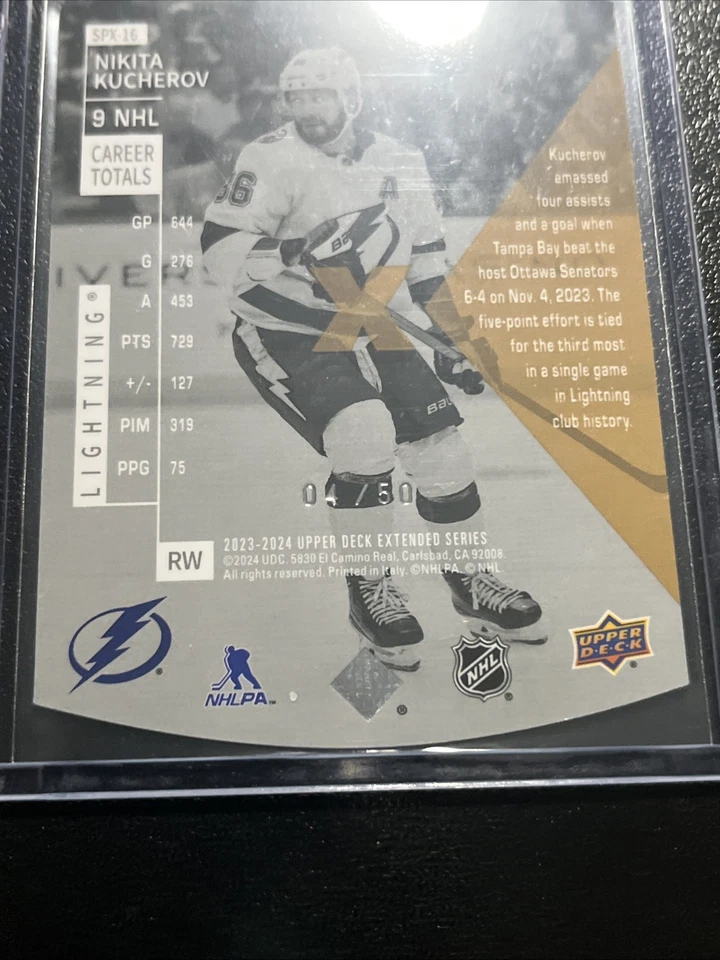 SPX-16
NIKITA
KUCHEROV
9 NHL
CAREER
TOTALS
GP 644
G 276
A 453
PTS 729
+/- 127
PIM 319
PPG 75
LIGHTNING®
RW
86
A
X
Kucherov
amassed
four assists
and a goal when
Tampa Bay beat the
host Ottawa Senators
6-4 on Nov. 4, 2023. The
five-point effort is tied
for the third most
in a single game
in Lightning
club history.
BAUER
/50
2023-2024 UPPER DECK EXTENDED SERIES
©2024 UDC. 5830 El Camino Real, Carlsbad, CA 92008.
All rights reserved. Printed in Italy. ©NHLPA. © NHL.
®
NHLPA™
®
NHL
®
UPPER
D·E·C·K
®